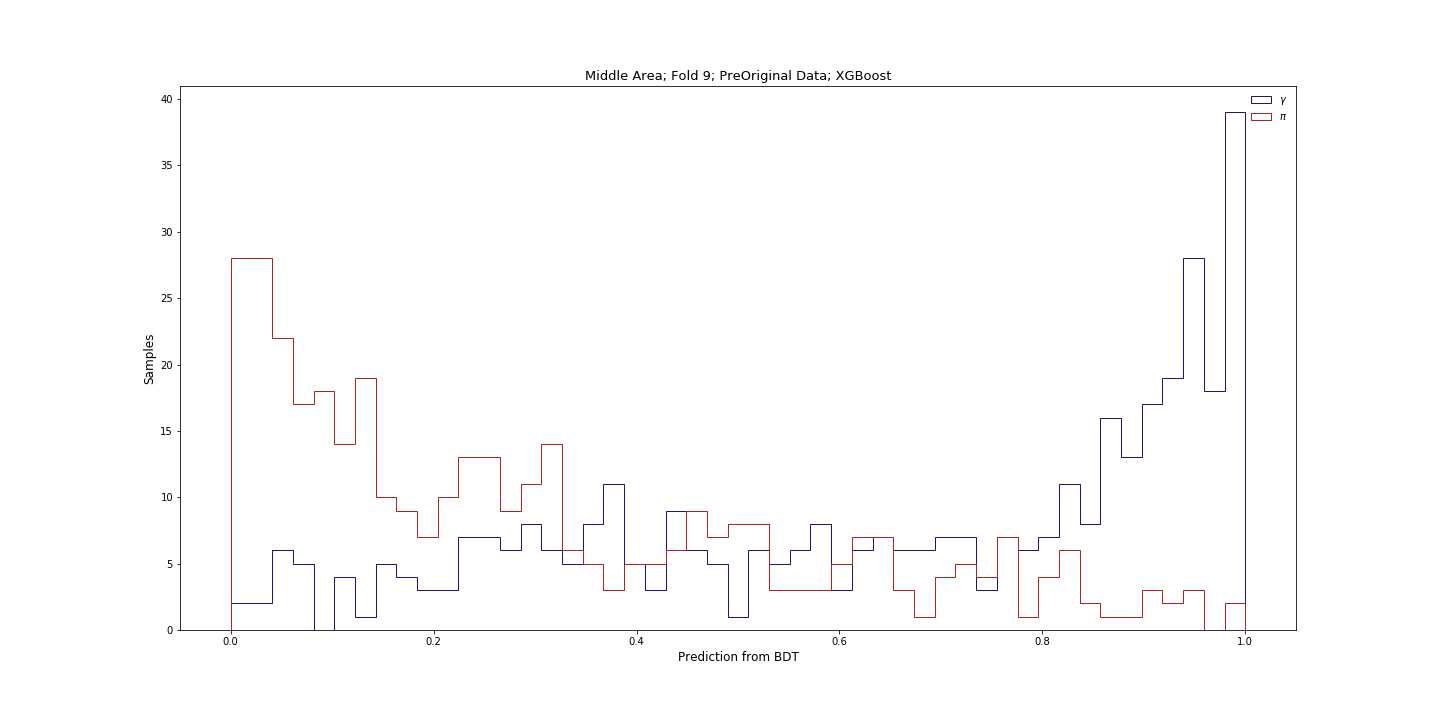 Middle Area; Fold 9; PreOriginal Data; XGBoost
γ
π
40
35
30
25
20
15
10
5
0
Samples
0.0 0.2 0.4 0.6 0.8 1.0
Prediction from BDT